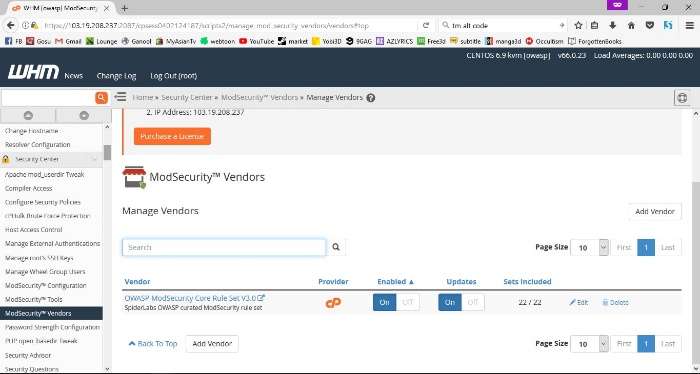 WHM [owasp] ModSecurity
https://103.19.208.237:2087/cpsess0402124187/scripts2/manage_mod_security_vendors/vendors#top
tm alt code
FB Gosu Gmail Lounge Ganool MyAsianTv webtoon YouTube market Yobi3D 9GAG AZLYRICS Free3d subtitle manga3d Occultism ForgottenBooks
CENTOS 6.9 kvm [owasp] v66.0.23 Load Averages: 0.00 0.00 0.00
WHM News Change Log Log Out (root)
Home » Security Center » ModSecurity™ Vendors » Manage Vendors
Change Hostname
Resolver Configuration
Security Center
Apache mod_userdir Tweak
Compiler Access
Configure Security Policies
cPHulk Brute Force Protection
Host Access Control
Manage External Authentications
Manage root's SSH Keys
Manage Wheel Group Users
ModSecurity™ Configuration
ModSecurity™ Tools
ModSecurity™ Vendors
Password Strength Configuration
PHP open_basedir Tweak
Security Advisor
Security Questions
2. IP Address: 103.19.208.237
Purchase a License
ModSecurity™ Vendors
Manage Vendors
Add Vendor
Search
Page Size 10 First 1 Last
Vendor Provider Enabled ▲ Updates Sets Included
OWASP ModSecurity Core Rule Set V3.0 cP On Off On Off 22 / 22 Edit Delete
SpiderLabs OWASP curated ModSecurity rule set
Back To Top Add Vendor Page Size 10 First 1 Last